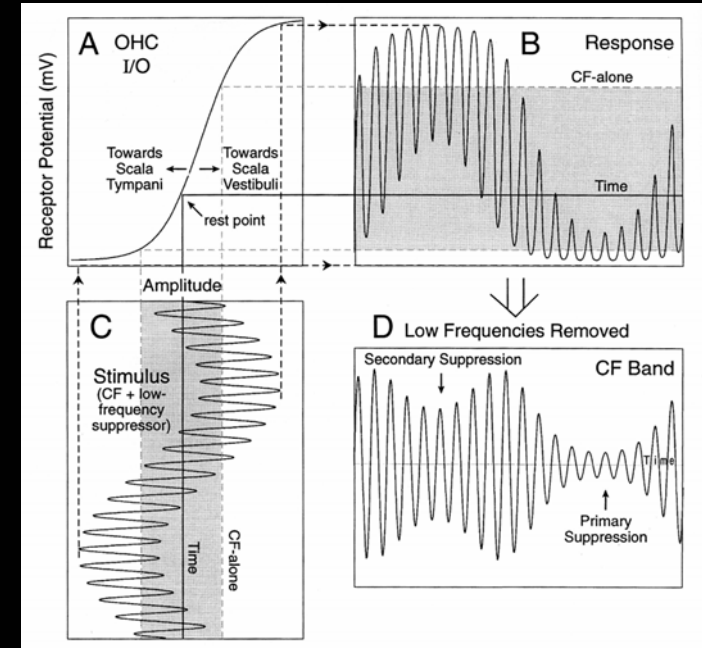 A
OHC
I/O
Receptor Potential (mV)
Towards
Scala
Tympani
Towards
Scala
Vestibuli
rest point
B
Response
CF-alone
Time
Amplitude
C
Stimulus
(CF + low-
frequency
suppressor)
Time
CF-alone
D
Low Frequencies Removed
Secondary Suppression
CF Band
Time
Primary
Suppression